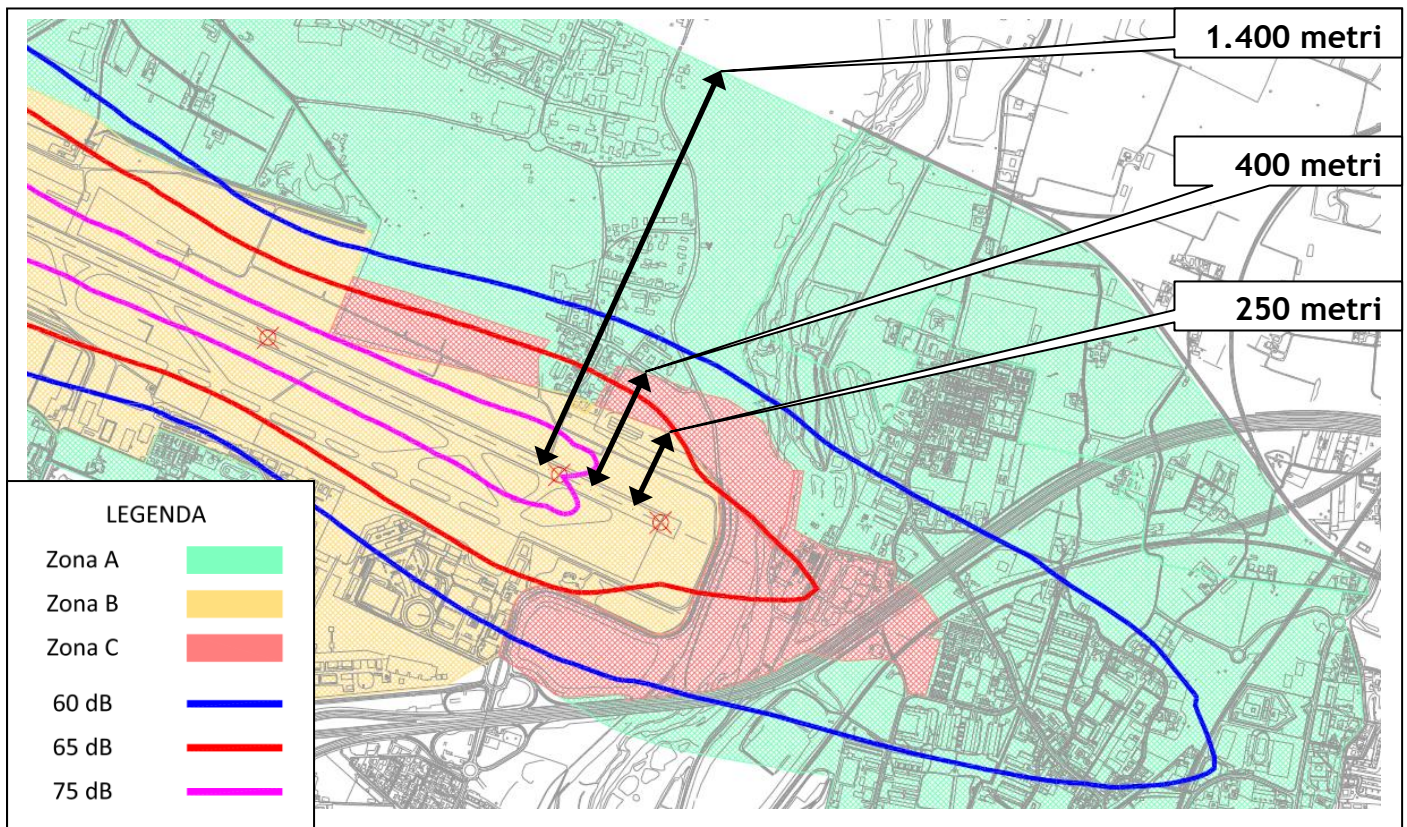 1.400 metri
400 metri
250 metri
LEGENDA
Zona A
Zona B
Zona C
60 dB
65 dB
75 dB